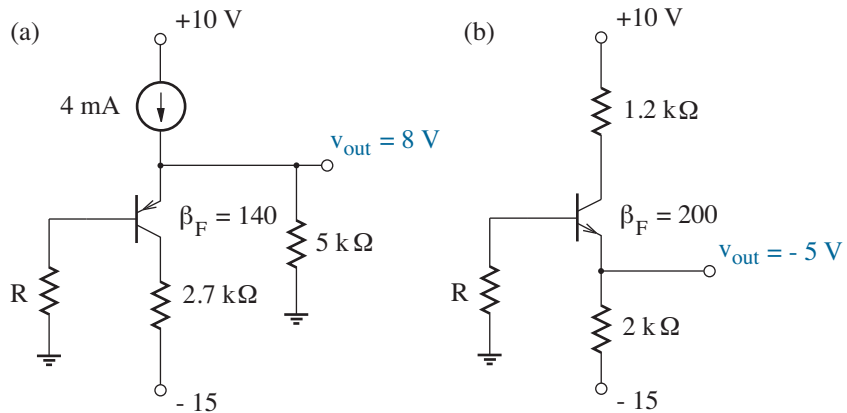 (a)
+10 V
4 mA
v_out = 8 V
β_F = 140
5 kΩ
R
2.7 kΩ
- 15
(b)
+10 V
1.2 kΩ
β_F = 200
v_out = - 5 V
R
2 kΩ
- 15